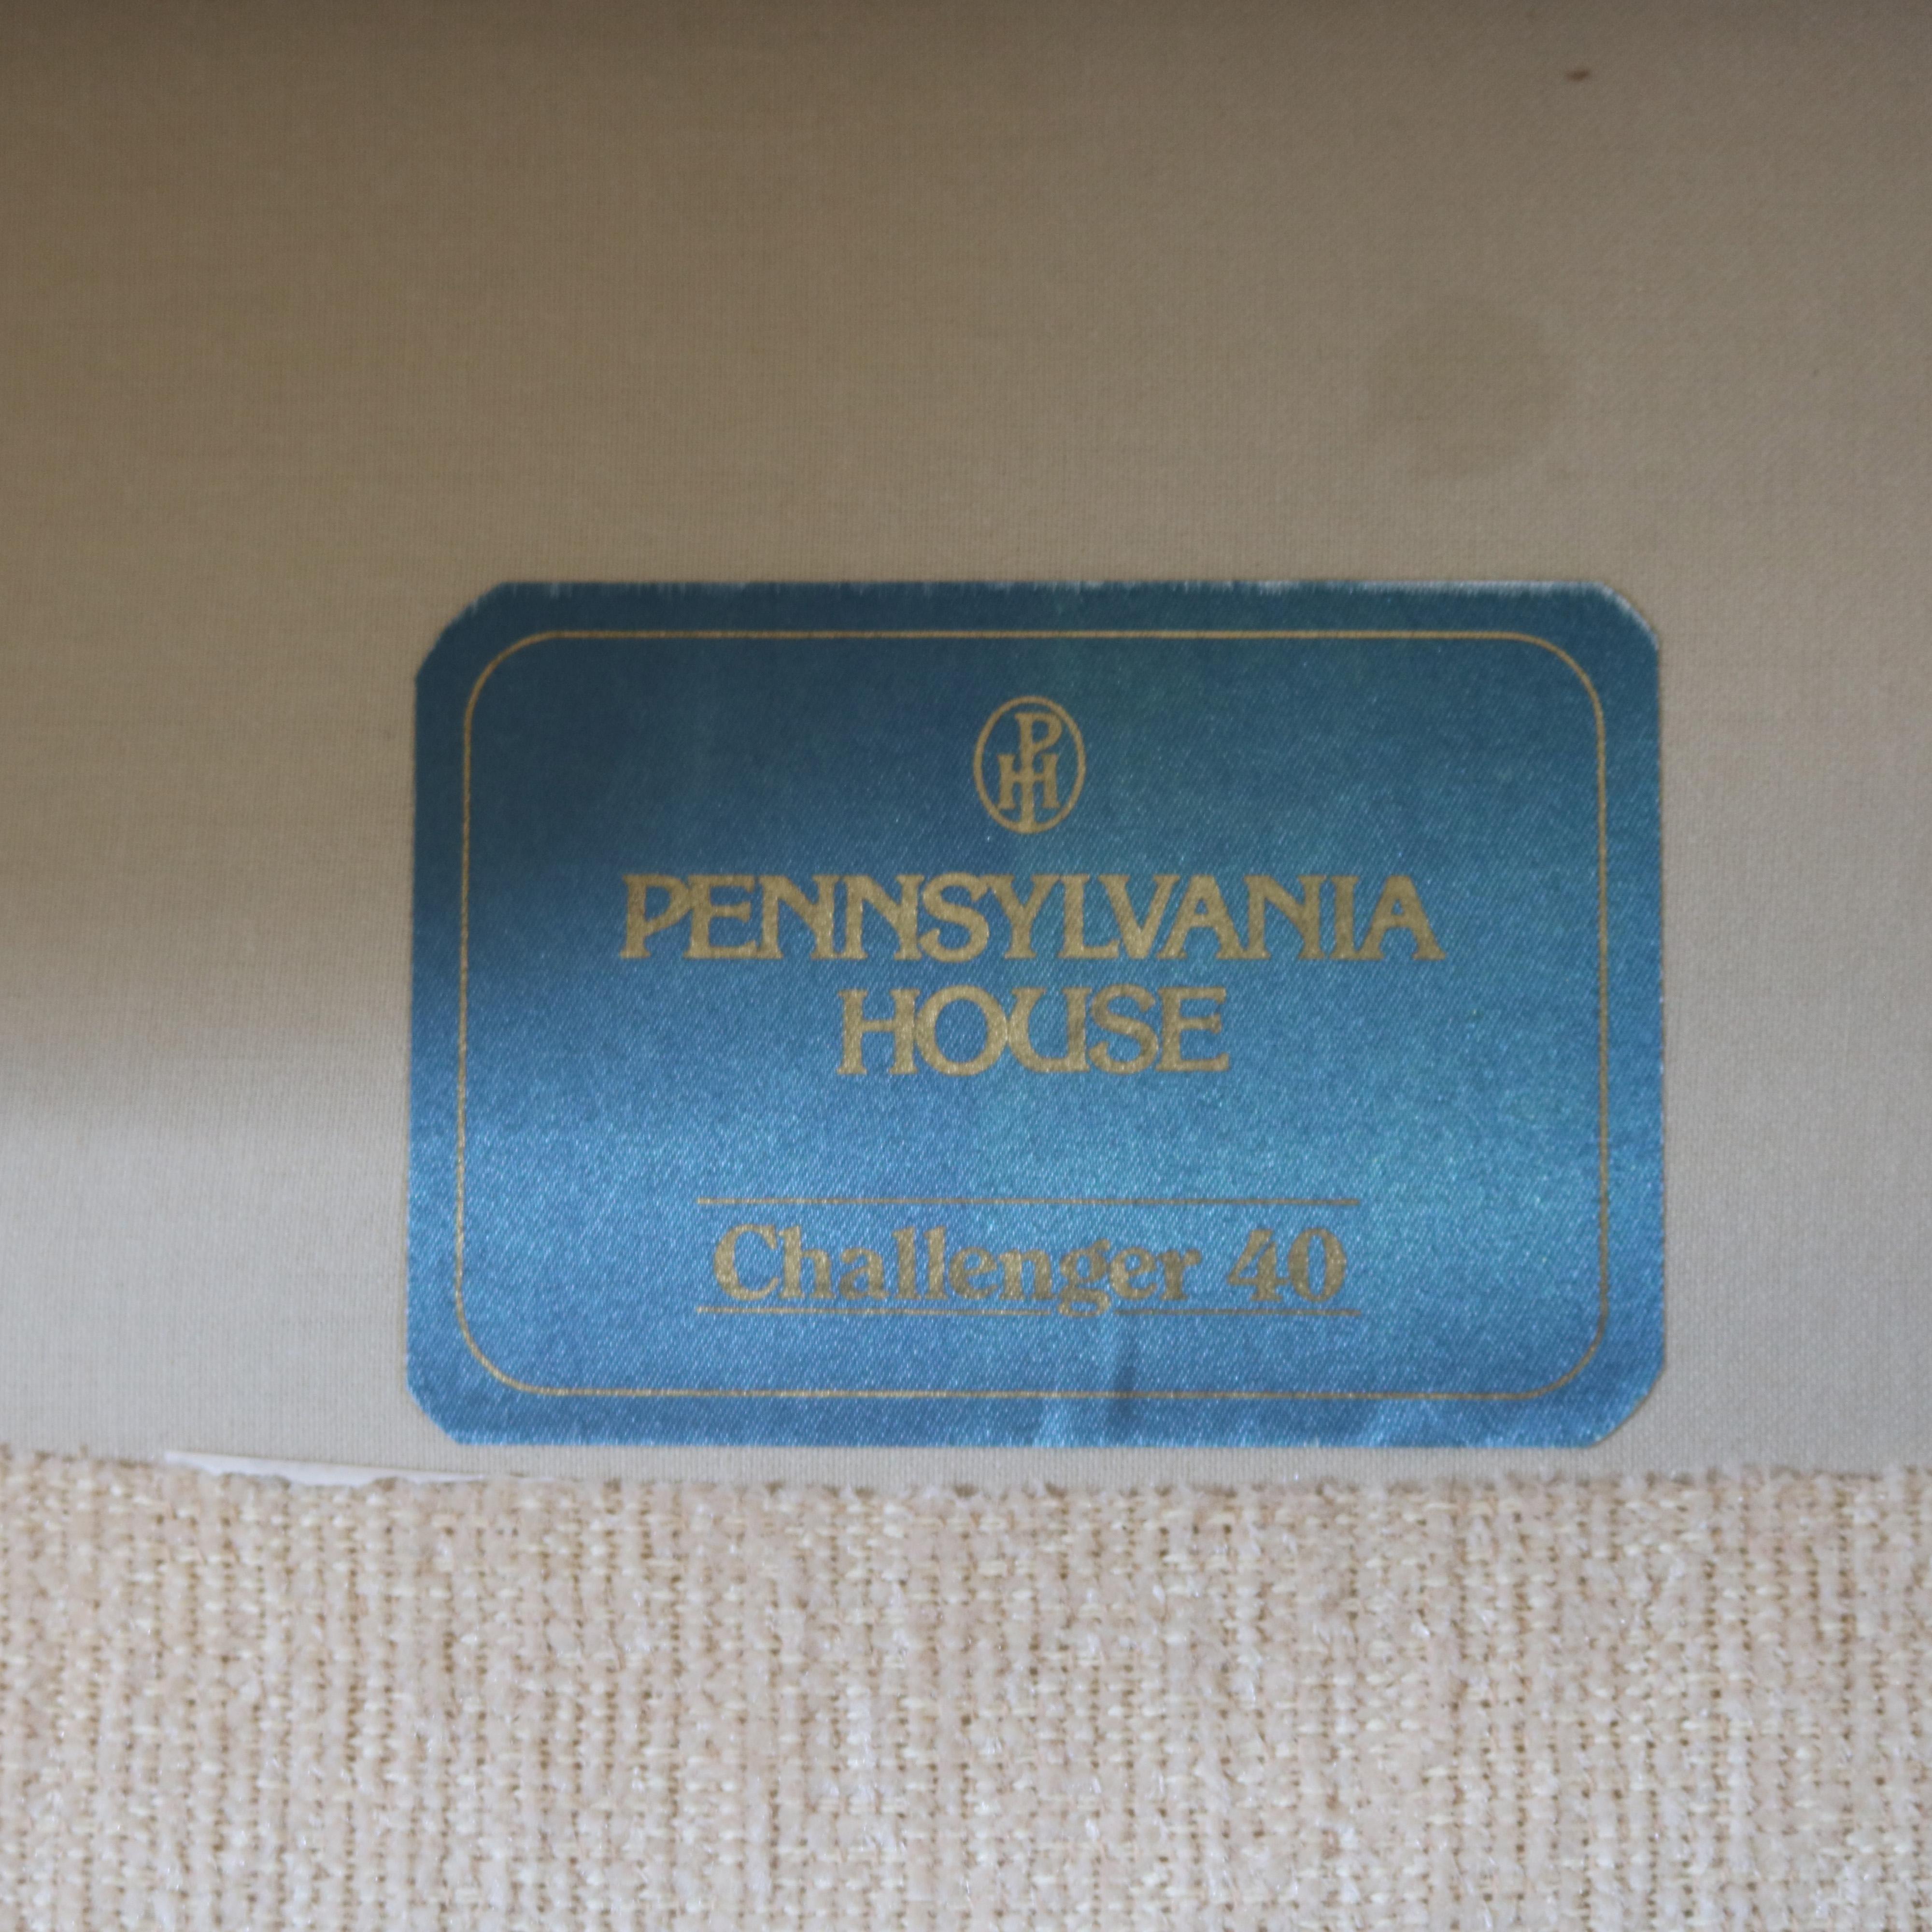 PH
PENNSYLVANIA
HOUSE
Challenger 40